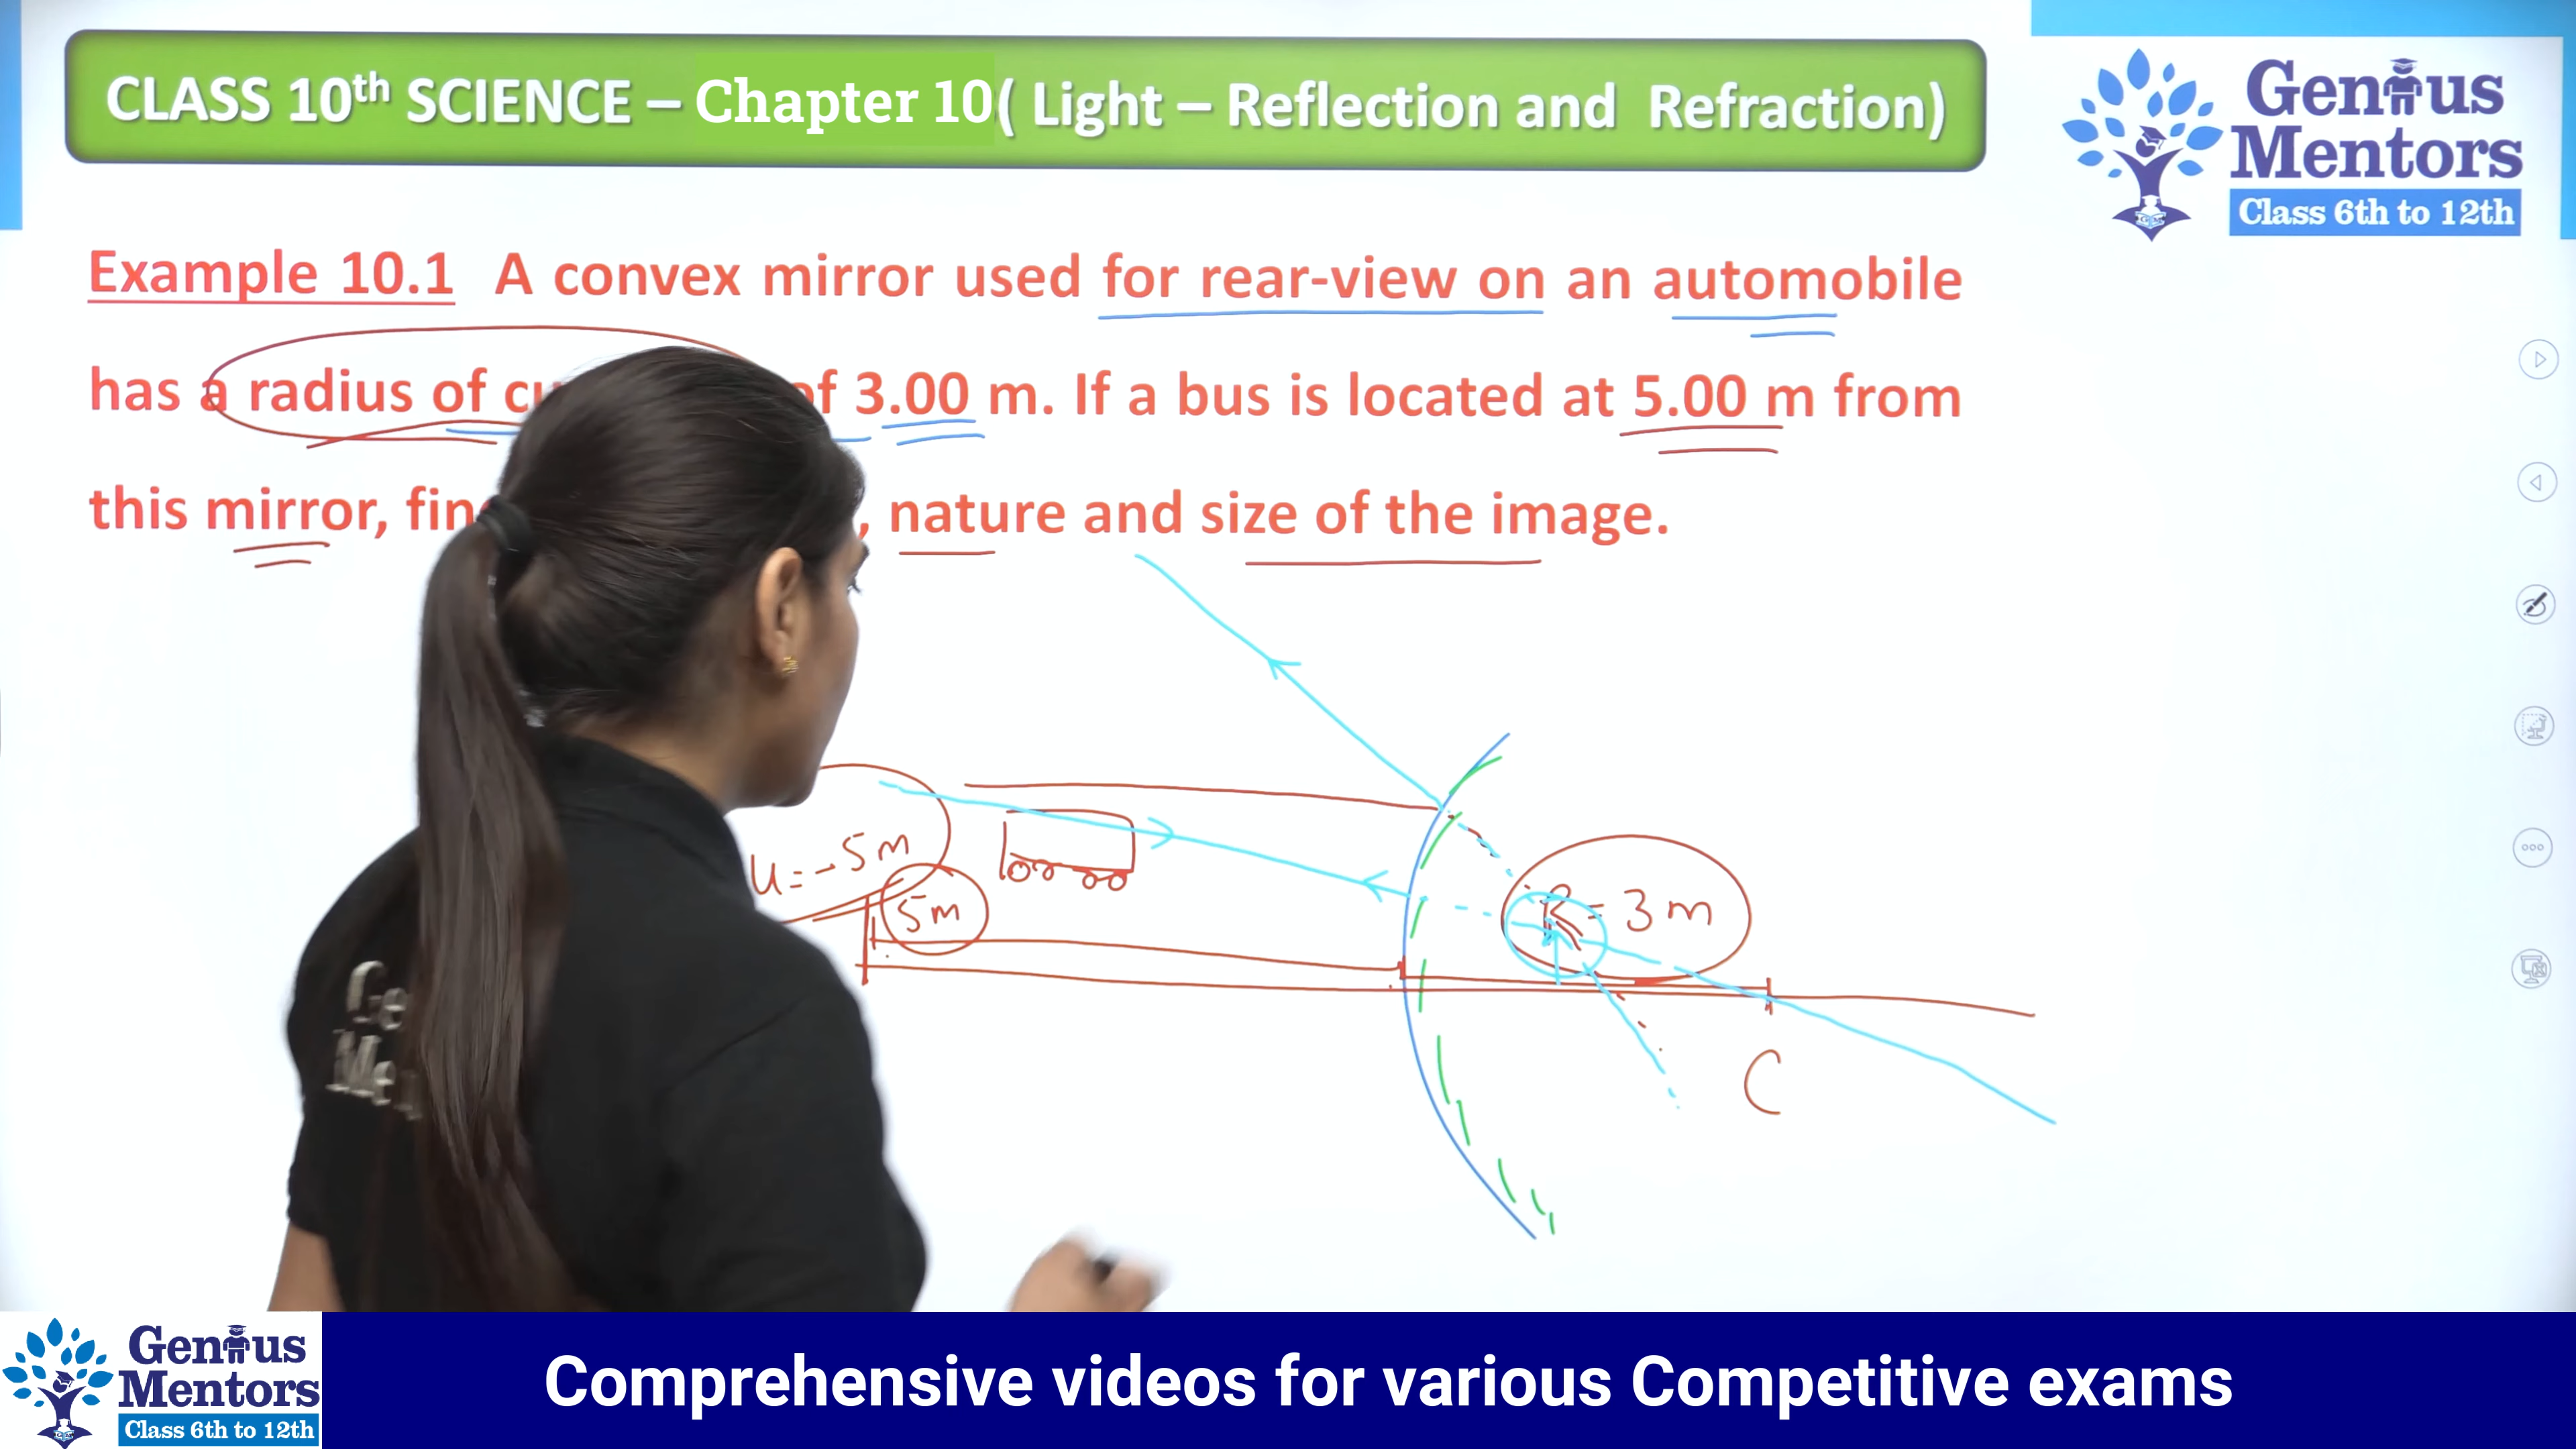 CLASS 10th SCIENCE – Chapter 10( Light – Reflection and Refraction)
Genius
Mentors
Class 6th to 12th
Example 10.1 A convex mirror used for rear-view on an automobile
has a radius of of 3.00 m. If a bus is located at 5.00 m from
this mirror, , nature and size of the image.
u = -5m
5m
R = 3m
C
Genius
Mentors
Class 6th to 12th
Comprehensive videos for various Competitive exams